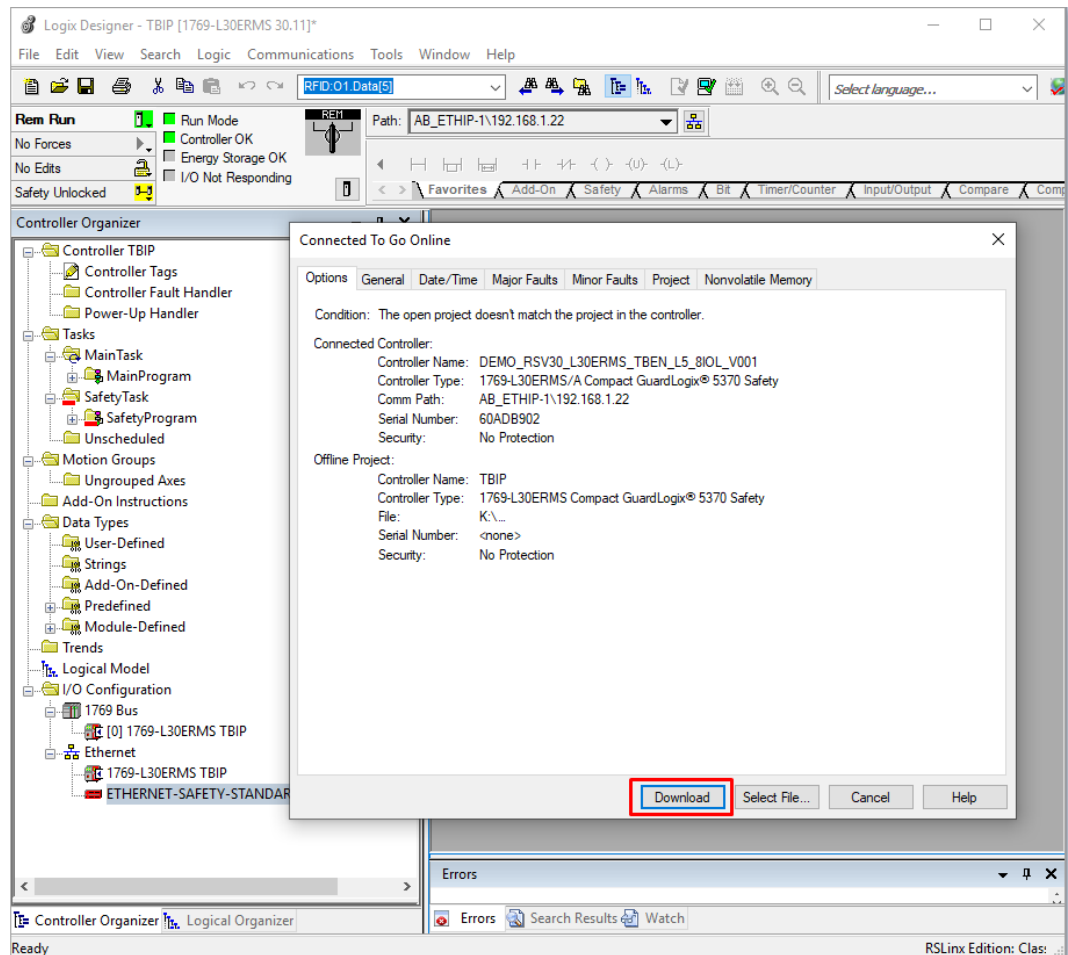 Logix Designer - TBIP [1769-L30ERMS 30.11]*
File Edit View Search Logic Communications Tools Window Help
RFID:O1.Data[5]
Select language...
Rem Run
Run Mode
REM
Path: AB_ETHIP-1\192.168.1.22
No Forces
Controller OK
Energy Storage OK
No Edits
I/O Not Responding
Safety Unlocked
Favorites Add-On Safety Alarms Bit Timer/Counter Input/Output Compare
Controller Organizer
Controller TBIP
Controller Tags
Controller Fault Handler
Power-Up Handler
Tasks
MainTask
MainProgram
SafetyTask
SafetyProgram
Unscheduled
Motion Groups
Ungrouped Axes
Add-On Instructions
Data Types
User-Defined
Strings
Add-On-Defined
Predefined
Module-Defined
Trends
Logical Model
I/O Configuration
1769 Bus
[0] 1769-L30ERMS TBIP
Ethernet
1769-L30ERMS TBIP
ETHERNET-SAFETY-STANDAR
Connected To Go Online
Options General Date/Time Major Faults Minor Faults Project Nonvolatile Memory
Condition: The open project doesn't match the project in the controller.
Connected Controller:
Controller Name: DEMO_RSV30_L30ERMS_TBEN_L5_8IOL_V001
Controller Type: 1769-L30ERMS/A Compact GuardLogix® 5370 Safety
Comm Path: AB_ETHIP-1\192.168.1.22
Serial Number: 60ADB902
Security: No Protection
Offline Project:
Controller Name: TBIP
Controller Type: 1769-L30ERMS Compact GuardLogix® 5370 Safety
File: K:\...
Serial Number: <none>
Security: No Protection
Download Select File... Cancel Help
Errors
Controller Organizer Logical Organizer
Errors Search Results Watch
Ready
RSLinx Edition: Clas